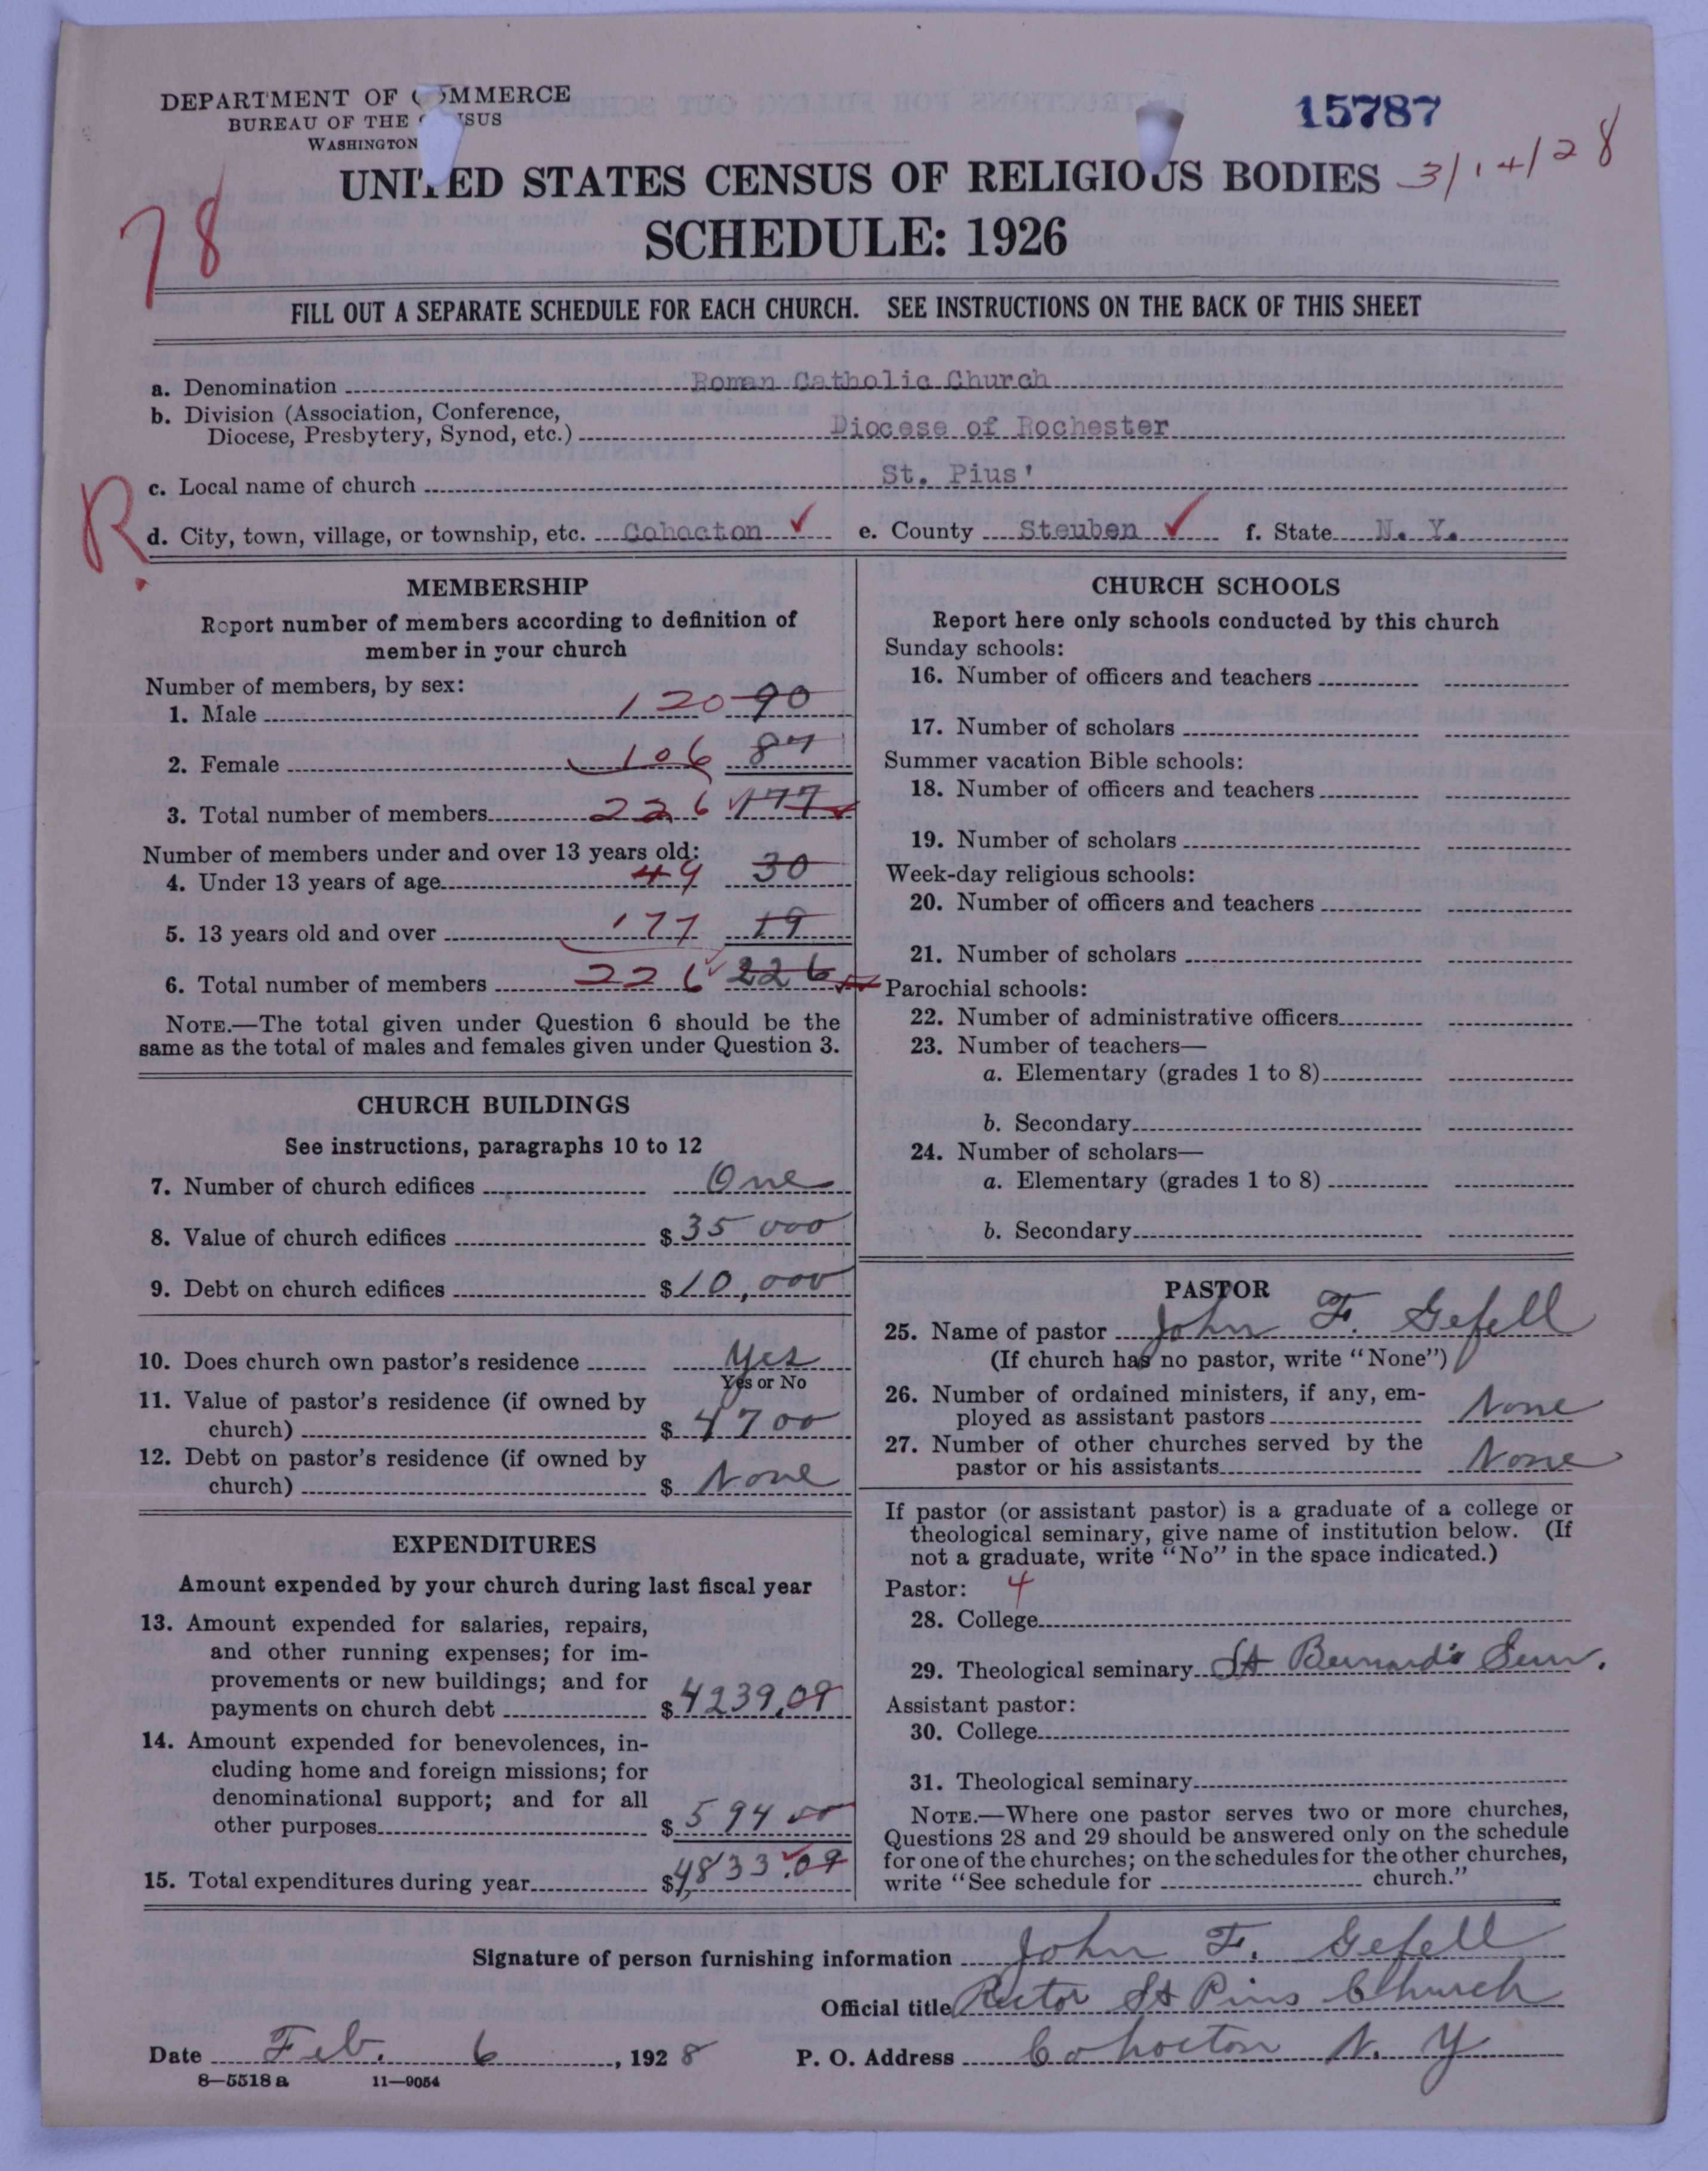 DEPARTMENT OF COMMERCE
BUREAU OF THE CENSUS
WASHINGTON
15787
3/14/28
78
UNITED STATES CENSUS OF RELIGIOUS BODIES
SCHEDULE: 1926
FILL OUT A SEPARATE SCHEDULE FOR EACH CHURCH. SEE INSTRUCTIONS ON THE BACK OF THIS SHEET
a. Denomination Roman Catholic Church
b. Division (Association, Conference,
Diocese, Presbytery, Synod, etc.) Diocese of Rochester
c. Local name of church St. Pius'
R.
d. City, town, village, or township, etc. Cohocton ✓ e. County Steuben ✓ f. State N. Y.
MEMBERSHIP
Report number of members according to definition of
member in your church
Number of members, by sex:
1. Male 120 90
2. Female 106 87
3. Total number of members 226 177
Number of members under and over 13 years old:
4. Under 13 years of age 49 30
5. 13 years old and over 177 19
6. Total number of members 226 226
NOTE.—The total given under Question 6 should be the
same as the total of males and females given under Question 3.
CHURCH BUILDINGS
See instructions, paragraphs 10 to 12
7. Number of church edifices One
8. Value of church edifices $ 35 000
9. Debt on church edifices $ 10,000
10. Does church own pastor's residence Yes
Yes or No
11. Value of pastor's residence (if owned by
church) $ 4700
12. Debt on pastor's residence (if owned by
church) $ None
EXPENDITURES
Amount expended by your church during last fiscal year
13. Amount expended for salaries, repairs,
and other running expenses; for im-
provements or new buildings; and for
payments on church debt $ 4239.09
14. Amount expended for benevolences, in-
cluding home and foreign missions; for
denominational support; and for all
other purposes $ 594 00
15. Total expenditures during year $ 4833.09
CHURCH SCHOOLS
Report here only schools conducted by this church
Sunday schools:
16. Number of officers and teachers
17. Number of scholars
Summer vacation Bible schools:
18. Number of officers and teachers
19. Number of scholars
Week-day religious schools:
20. Number of officers and teachers
21. Number of scholars
Parochial schools:
22. Number of administrative officers
23. Number of teachers—
a. Elementary (grades 1 to 8)
b. Secondary
24. Number of scholars—
a. Elementary (grades 1 to 8)
b. Secondary
PASTOR
25. Name of pastor John F. Gefell
(If church has no pastor, write "None")
26. Number of ordained ministers, if any, em-
ployed as assistant pastors None
27. Number of other churches served by the
pastor or his assistants None
If pastor (or assistant pastor) is a graduate of a college or
theological seminary, give name of institution below. (If
not a graduate, write "No" in the space indicated.)
Pastor: 4
28. College
29. Theological seminary St Bernard's Sem.
Assistant pastor:
30. College
31. Theological seminary
NOTE.—Where one pastor serves two or more churches,
Questions 28 and 29 should be answered only on the schedule
for one of the churches; on the schedules for the other churches,
write "See schedule for church."
Signature of person furnishing information John F. Gefell
Official title Rector St Pius Church
Date Feb. 6, 1928 P. O. Address Cohocton N. Y
8—5518 a 11—9054